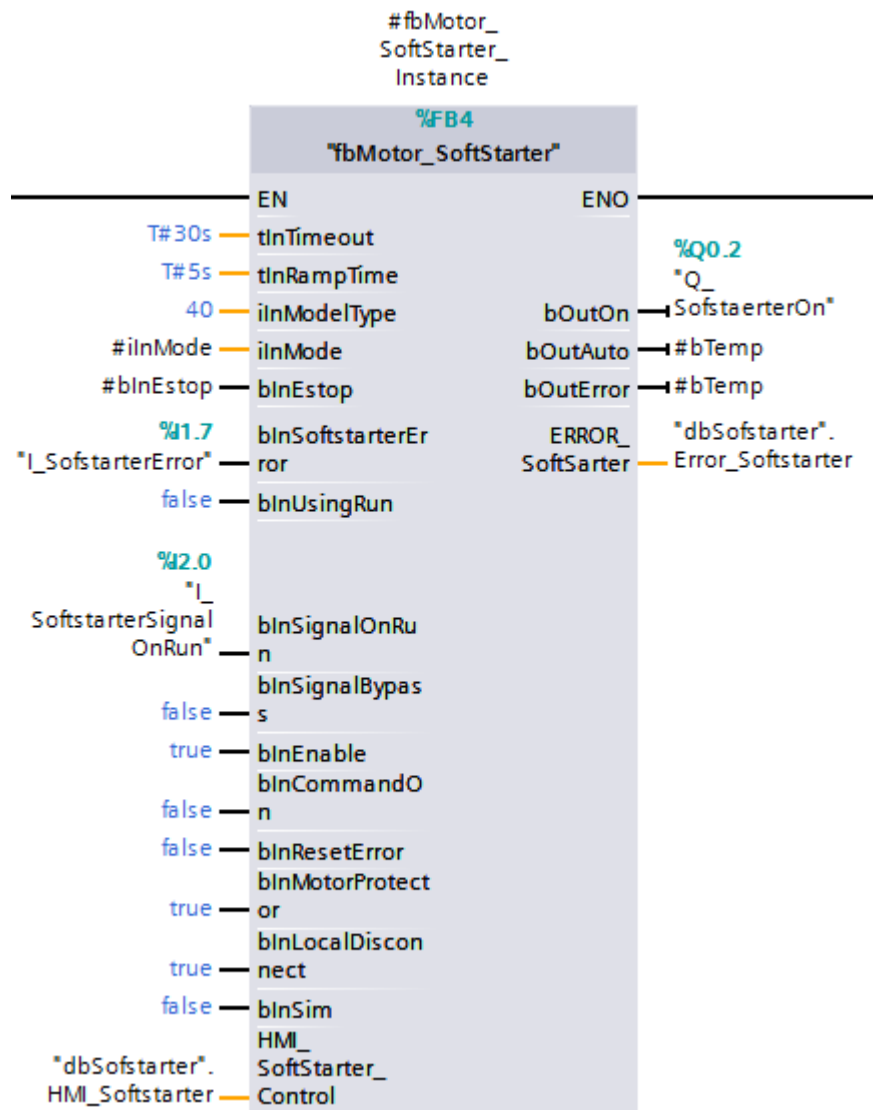 #fbMotor_
SoftStarter_
Instance
%FB4
"fbMotor_SoftStarter"
EN ENO
T#30s tInTimeout
T#5s tInRampTime
%Q0.2
"Q_
40 iInModelType bOutOn SofstaerterOn"
#iInMode iInMode bOutAuto #bTemp
#bInEstop bInEstop bOutError #bTemp
%I1.7 bInSoftstarterEr ERROR_ "dbSofstarter".
"I_SofstarterError" ror SoftSarter Error_Softstarter
false bInUsingRun
%I2.0
"I_
SoftstarterSignal bInSignalOnRu
OnRun" n
bInSignalBypas
false s
true bInEnable
bInCommandO
false n
false bInResetError
bInMotorProtect
true or
bInLocalDiscon
true nect
false bInSim
HMI_
"dbSofstarter". SoftStarter_
HMI_Softstarter Control